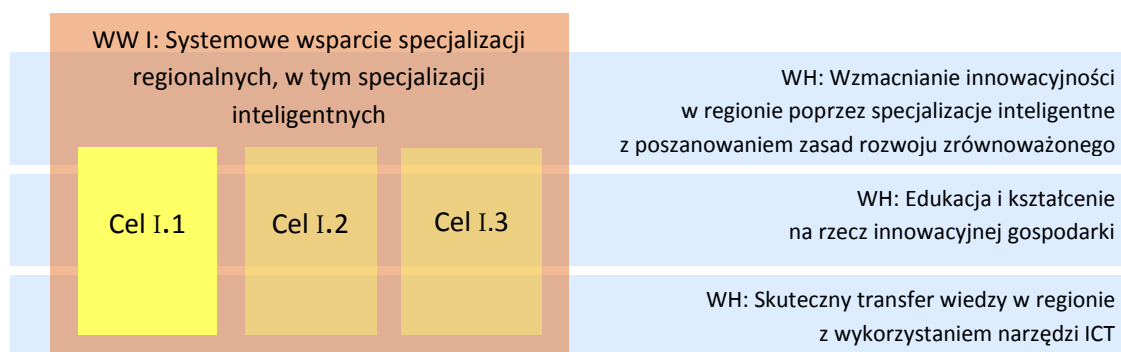 WW I: Systemowe wsparcie specjalizacji
regionalnych, w tym specjalizacji
inteligentnych
Cel I.1
Cel I.2
Cel I.3
WH: Wzmacnianie innowacyjności
w regionie poprzez specjalizacje inteligentne
z poszanowaniem zasad rozwoju zrównoważonego
WH: Edukacja i kształcenie
na rzecz innowacyjnej gospodarki
WH: Skuteczny transfer wiedzy w regionie
z wykorzystaniem narzędzi ICT